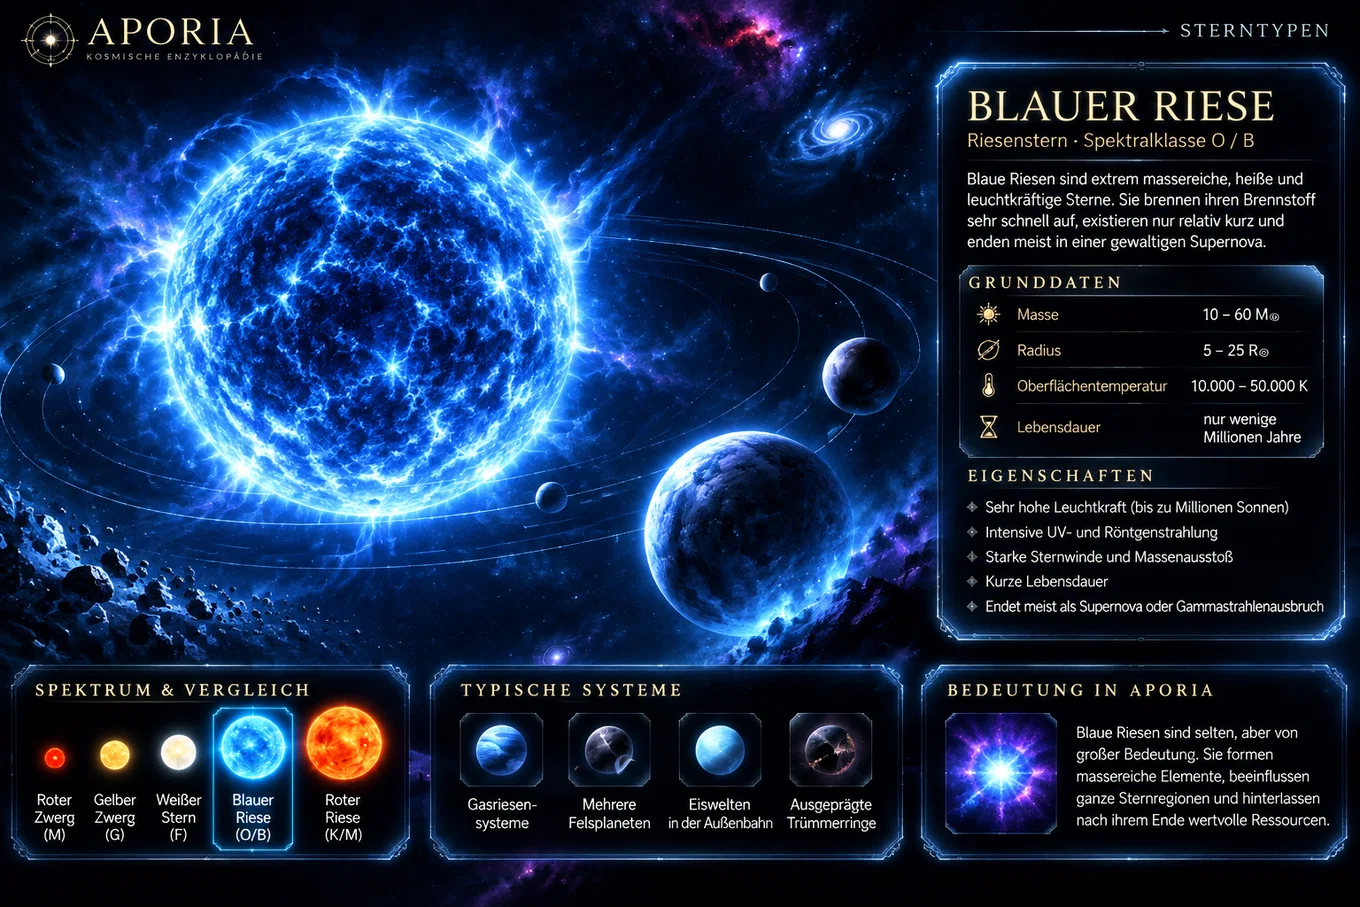 APORIA
KOSMISCHE ENZYKLOPÄDIE
STERNTYPEN
BLAUER RIESE
Riesenstern · Spektralklasse O / B
Blaue Riesen sind extrem massereiche, heiße und
leuchtkräftige Sterne. Sie brennen ihren Brennstoff
sehr schnell auf, existieren nur relativ kurz und
enden meist in einer gewaltigen Supernova.
GRUNDDATEN
Masse 10 – 60 M☉
Radius 5 – 25 R☉
Oberflächentemperatur 10.000 – 50.000 K
Lebensdauer nur wenige
Millionen Jahre
EIGENSCHAFTEN
Sehr hohe Leuchtkraft (bis zu Millionen Sonnen)
Intensive UV- und Röntgenstrahlung
Starke Sternwinde und Massenausstoß
Kurze Lebensdauer
Endet meist als Supernova oder Gammastrahlenausbruch
SPEKTRUM & VERGLEICH
Roter
Zwerg
(M)
Gelber
Zwerg
(G)
Weißer
Stern
(F)
Blauer
Riese
(O/B)
Roter
Riese
(K/M)
TYPISCHE SYSTEME
Gasriesen-
systeme
Mehrere
Felsplaneten
Eiswelten
in der Außenbahn
Ausgeprägte
Trümmerringe
BEDEUTUNG IN APORIA
Blaue Riesen sind selten, aber von
großer Bedeutung. Sie formen
massereiche Elemente, beeinflussen
ganze Sternregionen und hinterlassen
nach ihrem Ende wertvolle Ressourcen.